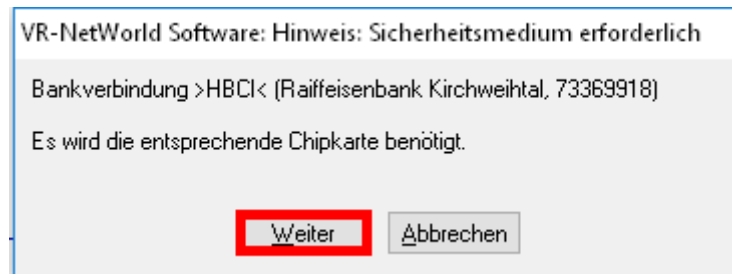 VR-NetWorld Software: Hinweis: Sicherheitsmedium erforderlich
Bankverbindung >HBCI< (Raiffeisenbank Kirchweihtal, 73369918)
Es wird die entsprechende Chipkarte benötigt.
Weiter Abbrechen